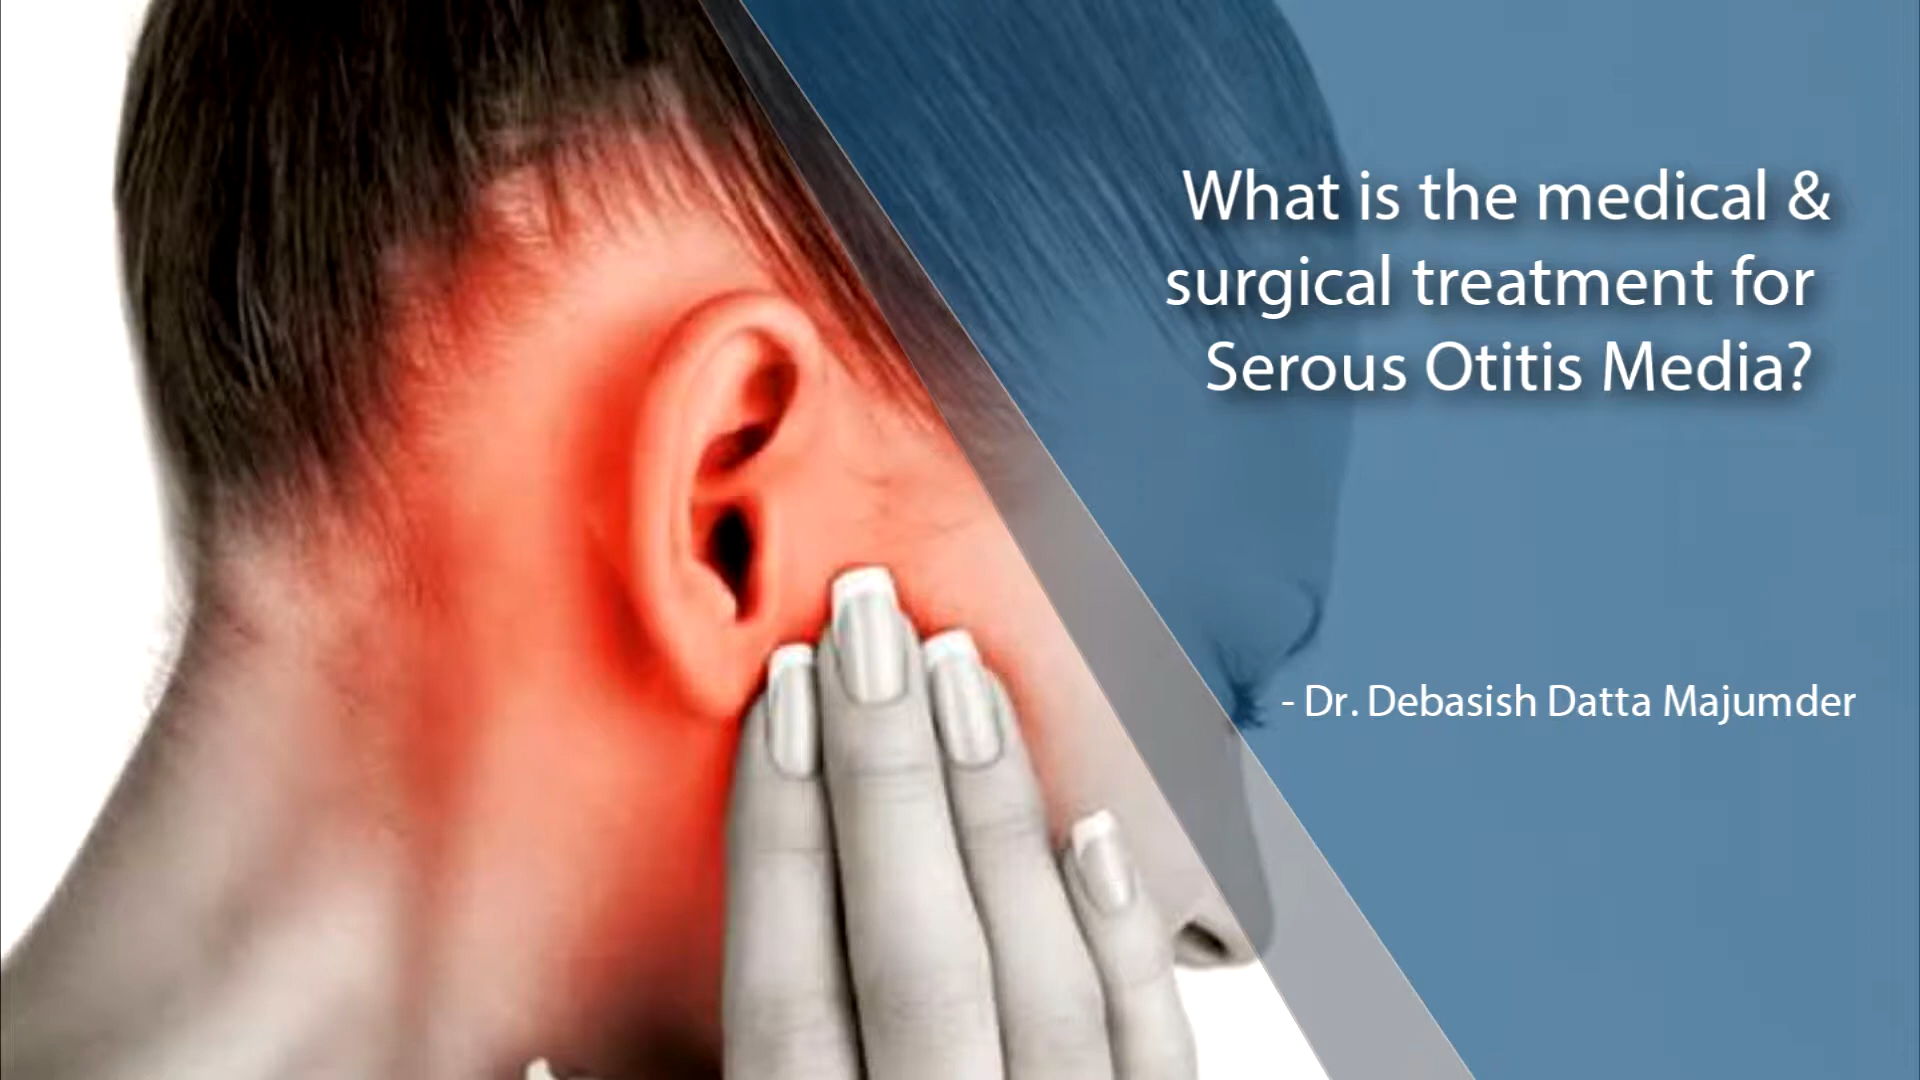 What is the medical &
surgical treatment for
Serous Otitis Media?
- Dr. Debasish Datta Majumder